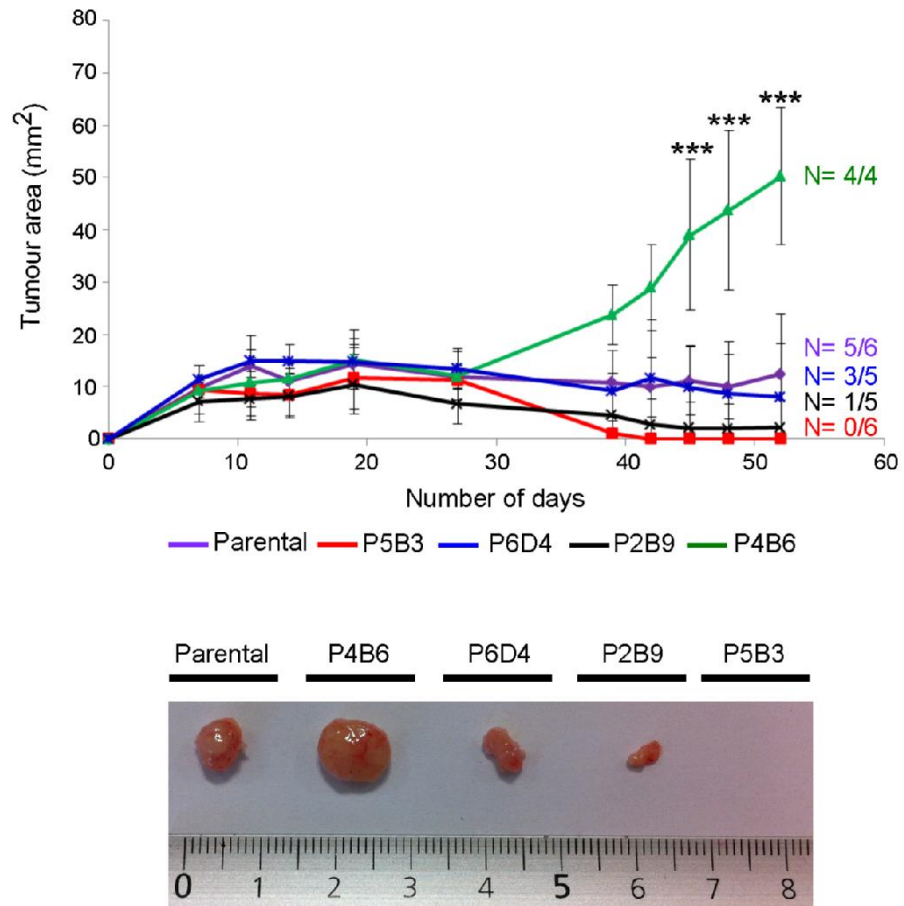 80
70
60
50
40
30
20
10
0
Tumour area (mm²)
*** *** ***
N= 4/4
N= 5/6
N= 3/5
N= 1/5
N= 0/6
0 10 20 30 40 50 60
Number of days
Parental P5B3 P6D4 P2B9 P4B6
Parental P4B6 P6D4 P2B9 P5B3
0 1 2 3 4 5 6 7 8